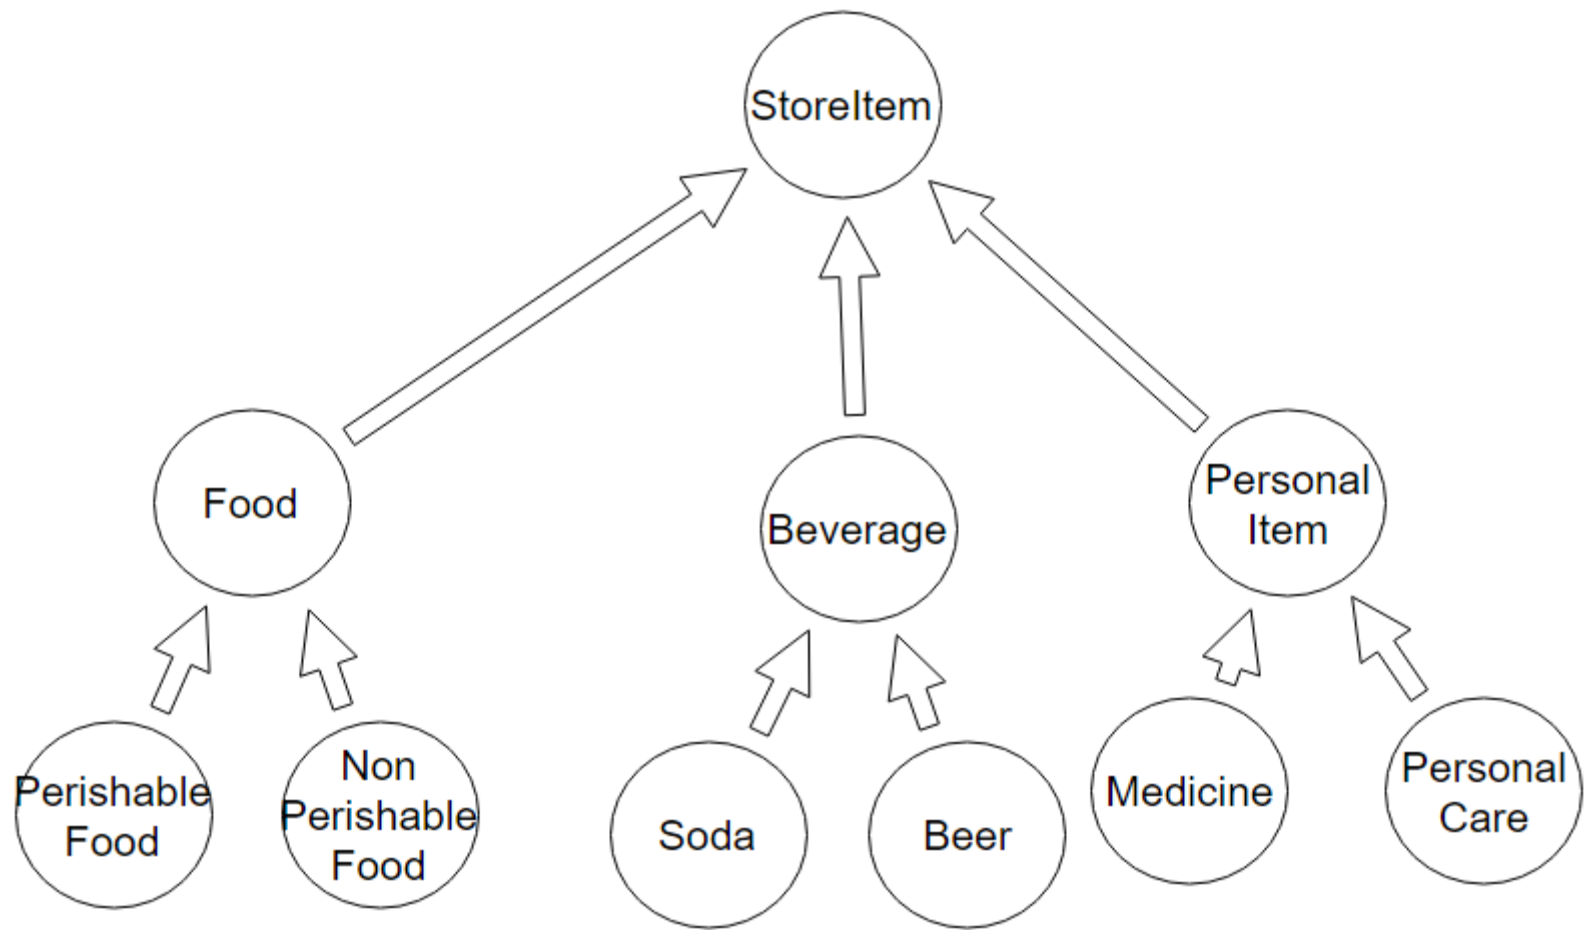 StoreItem
Food
Beverage
Personal
Item
Perishable
Food
Non
Perishable
Food
Soda
Beer
Medicine
Personal
Care